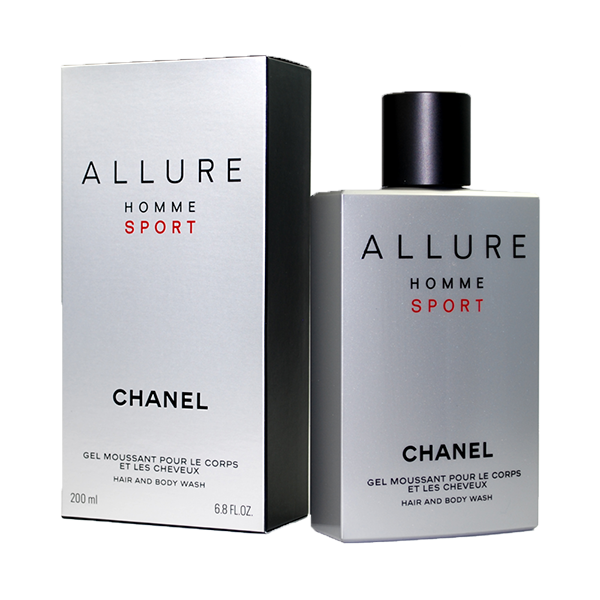 ALLURE
HOMME
SPORT
CHANEL
GEL MOUSSANT POUR LE CORPS
ET LES CHEVEUX
HAIR AND BODY WASH
200 ml
6.8 FL.OZ.
ALLURE
HOMME
SPORT
CHANEL
GEL MOUSSANT POUR LE CORPS
ET LES CHEVEUX
HAIR AND BODY WASH